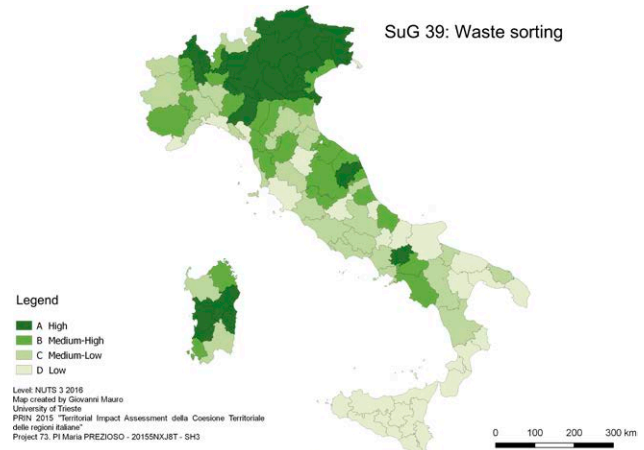 SuG 39: Waste sorting
Legend
A High
B Medium-High
C Medium-Low
D Low
Level: NUTS 3 2016
Map created by Giovanni Mauro
University of Trieste
PRIN 2015 "Territorial Impact Assessment della Coesione Territoriale
delle regioni italiane"
Project 73. PI Maria PREZIOSO - 20155NXJ8T - SH3
0 100 200 300 km